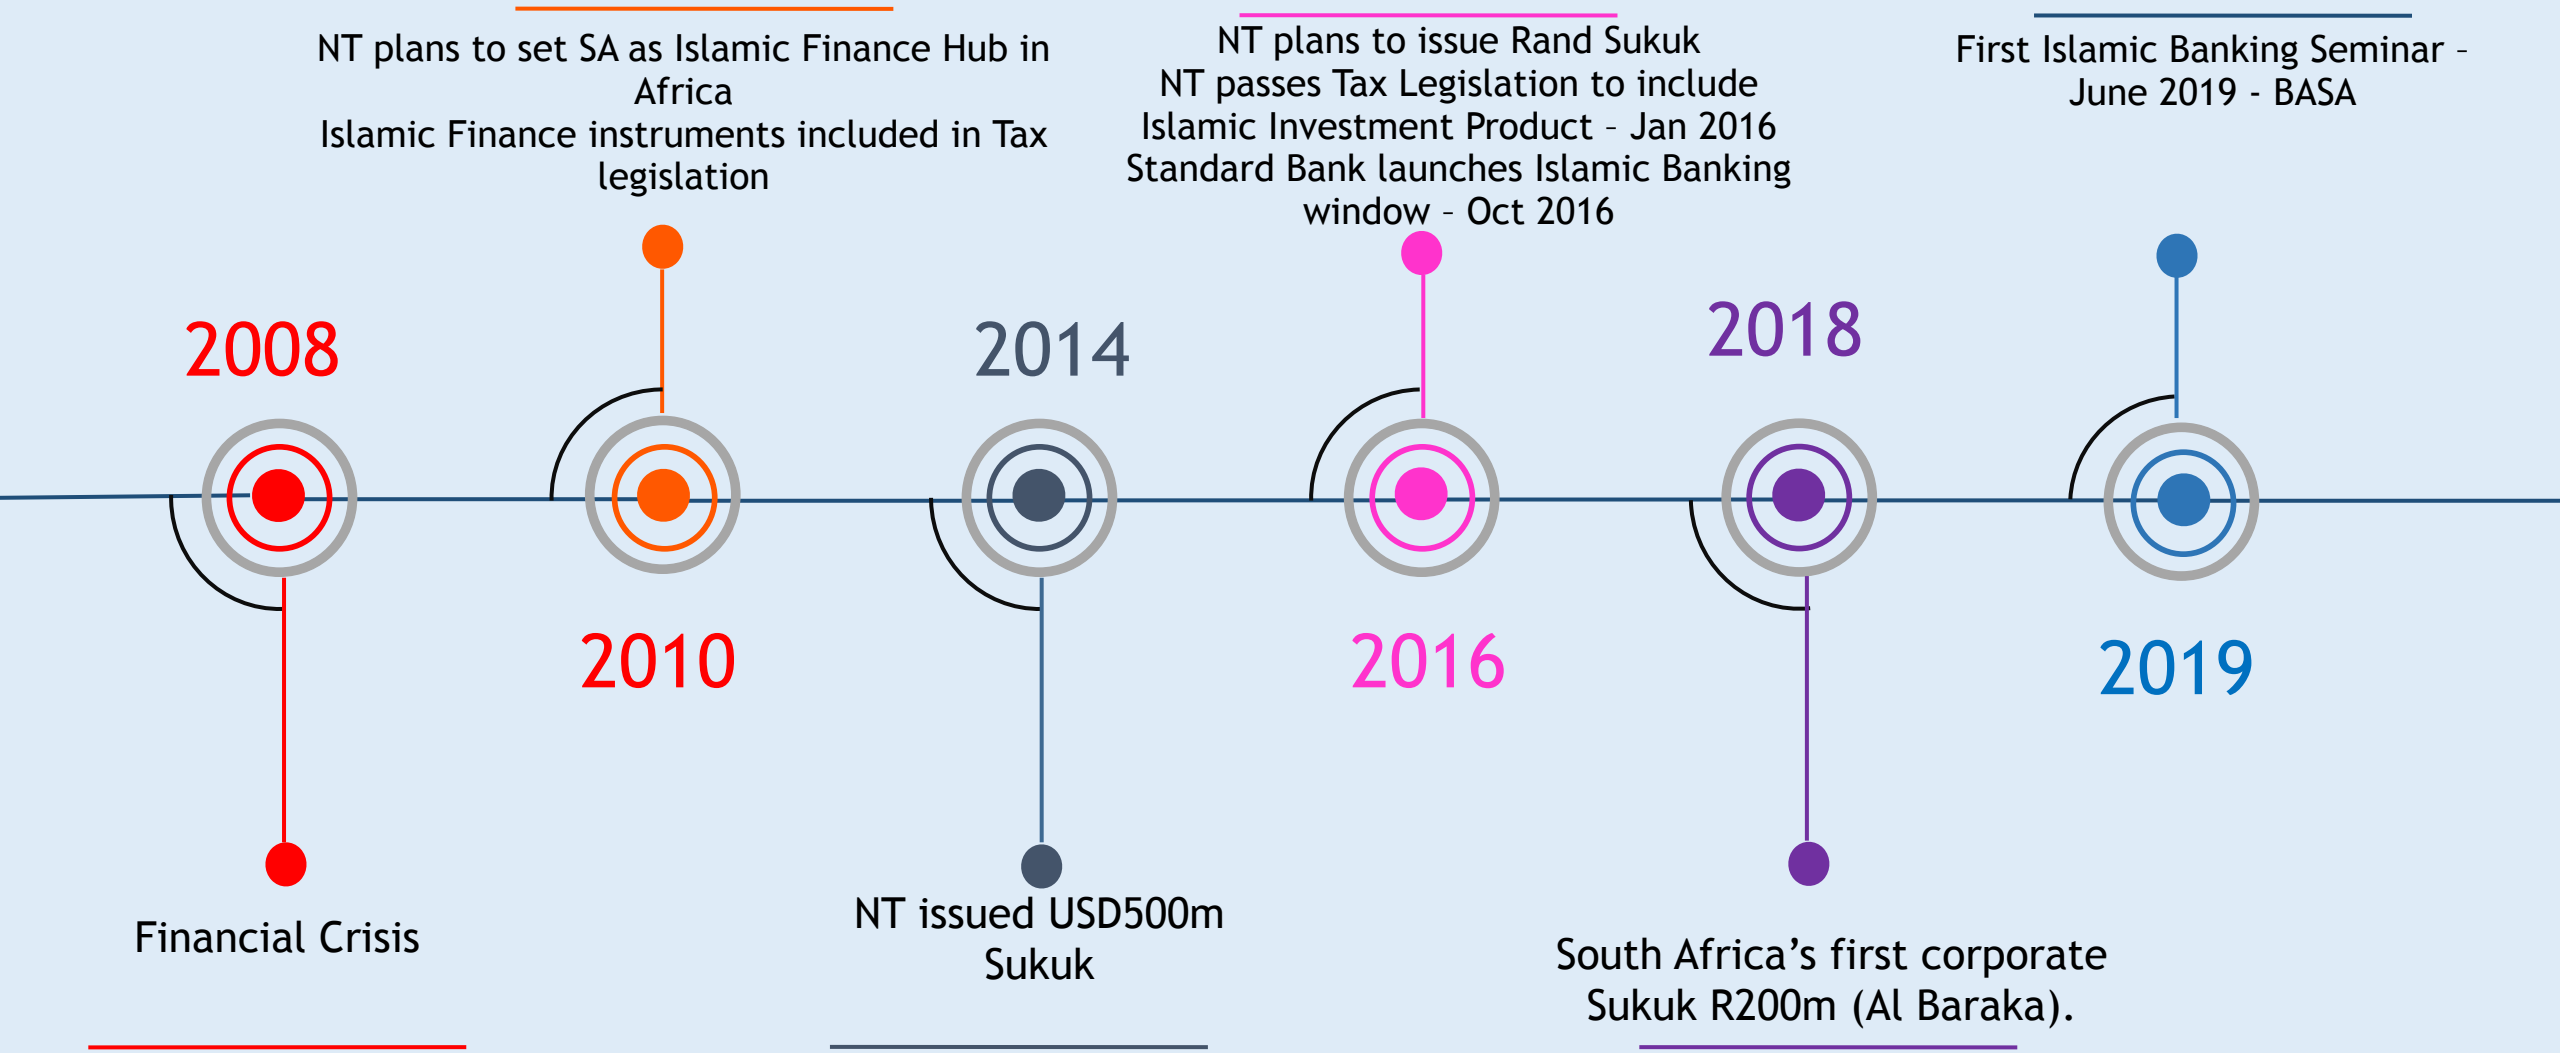 NT plans to set SA as Islamic Finance Hub in
Africa
Islamic Finance instruments included in Tax
legislation
NT plans to issue Rand Sukuk
NT passes Tax Legislation to include
Islamic Investment Product – Jan 2016
Standard Bank launches Islamic Banking
window – Oct 2016
First Islamic Banking Seminar –
June 2019 - BASA
2008
2014
2018
2010
2016
2019
Financial Crisis
NT issued USD500m
Sukuk
South Africa’s first corporate
Sukuk R200m (Al Baraka).